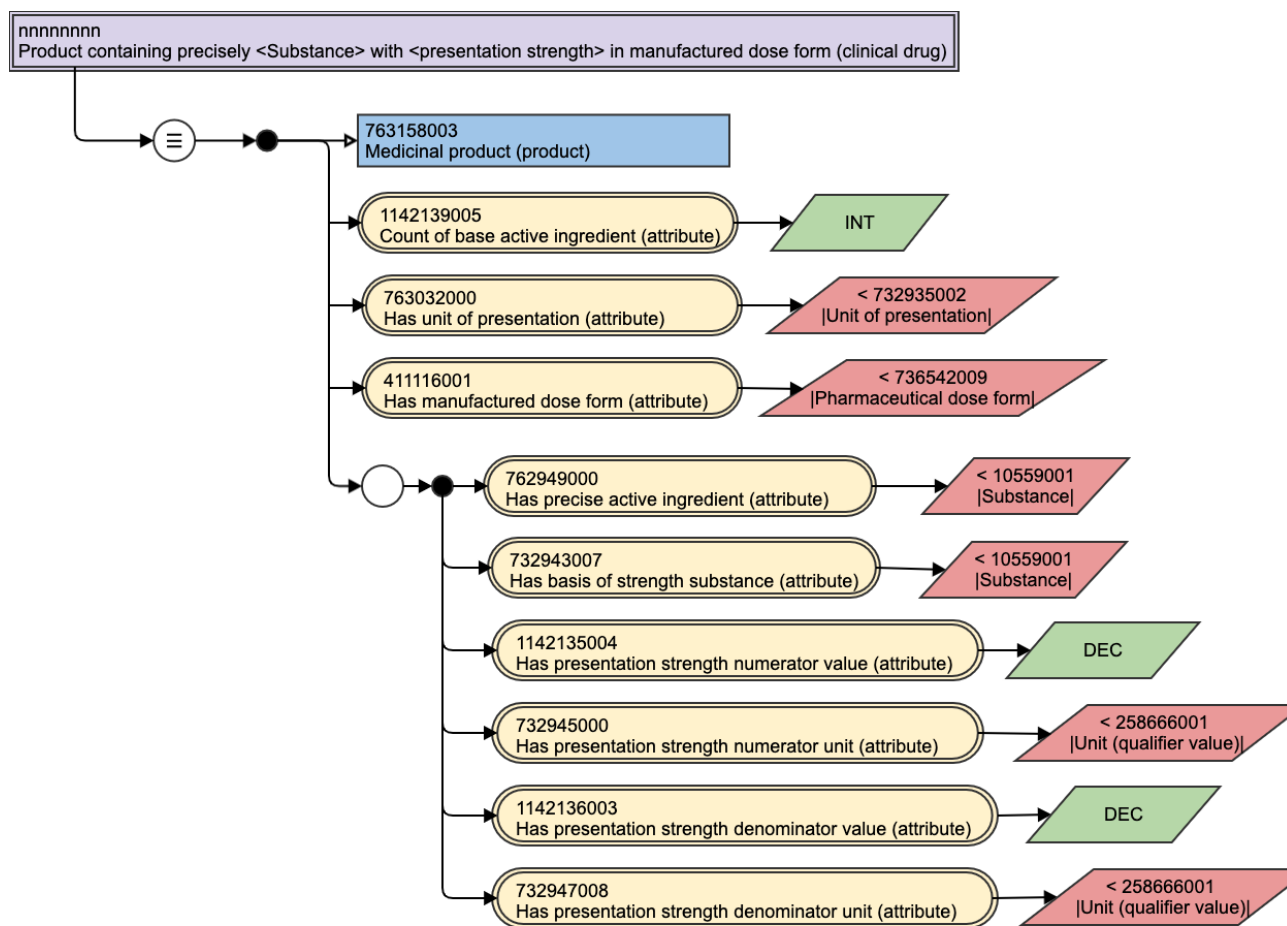 nnnnnnnn
Product containing precisely <Substance> with <presentation strength> in manufactured dose form (clinical drug)
≡
763158003
Medicinal product (product)
1142139005
Count of base active ingredient (attribute)
INT
763032000
Has unit of presentation (attribute)
< 732935002
|Unit of presentation|
411116001
Has manufactured dose form (attribute)
< 736542009
|Pharmaceutical dose form|
762949000
Has precise active ingredient (attribute)
< 10559001
|Substance|
732943007
Has basis of strength substance (attribute)
< 10559001
|Substance|
1142135004
Has presentation strength numerator value (attribute)
DEC
732945000
Has presentation strength numerator unit (attribute)
< 258666001
|Unit (qualifier value)|
1142136003
Has presentation strength denominator value (attribute)
DEC
732947008
Has presentation strength denominator unit (attribute)
< 258666001
|Unit (qualifier value)|